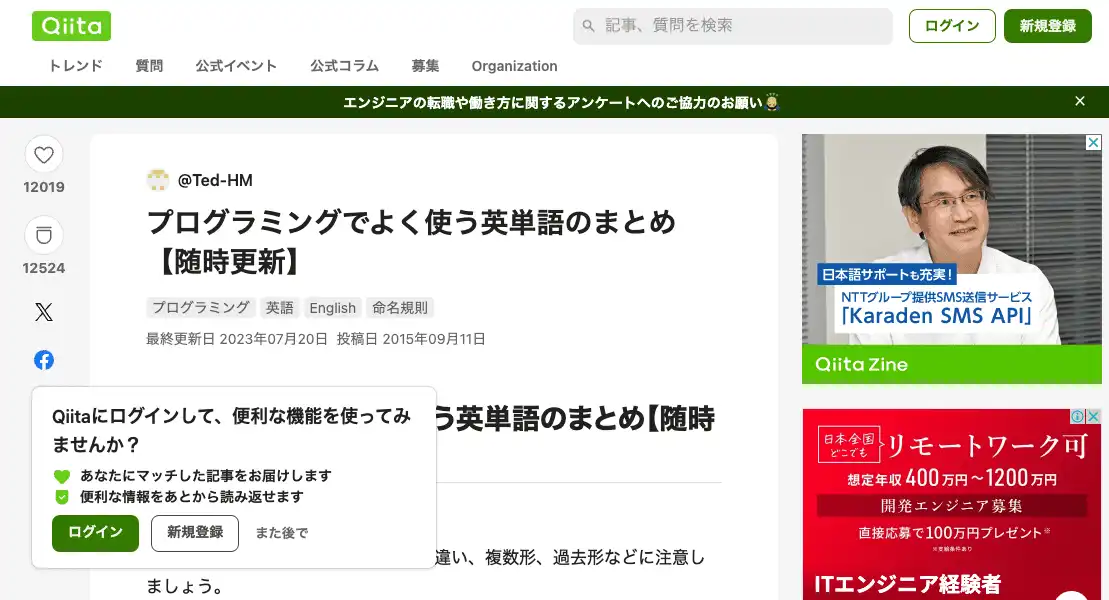 Qiita
記事、質問を検索
ログイン
新規登録
トレンド 質問 公式イベント 公式コラム 募集 Organization
エンジニアの転職や働き方に関するアンケートへのご協力のお願い
12019
12524
@Ted-HM
プログラミングでよく使う英単語のまとめ
【随時更新】
プログラミング 英語 English 命名規則
最終更新日 2023年07月20日 投稿日 2015年09月11日
う英単語のまとめ【随時
違い、複数形、過去形などに注意し
ましょう。
Qiitaにログインして、便利な機能を使ってみ
ませんか？
あなたにマッチした記事をお届けします
便利な情報をあとから読み返せます
ログイン 新規登録 また後で
日本語サポートも充実！
NTTグループ提供SMS送信サービス
「Karaden SMS API」
Qiita Zine
日本全国
どこでも
リモートワーク可
想定年収400万円〜1200万円
開発エンジニア募集
直接応募で100万円プレゼント※
※支給条件あり
ITエンジニア経験者